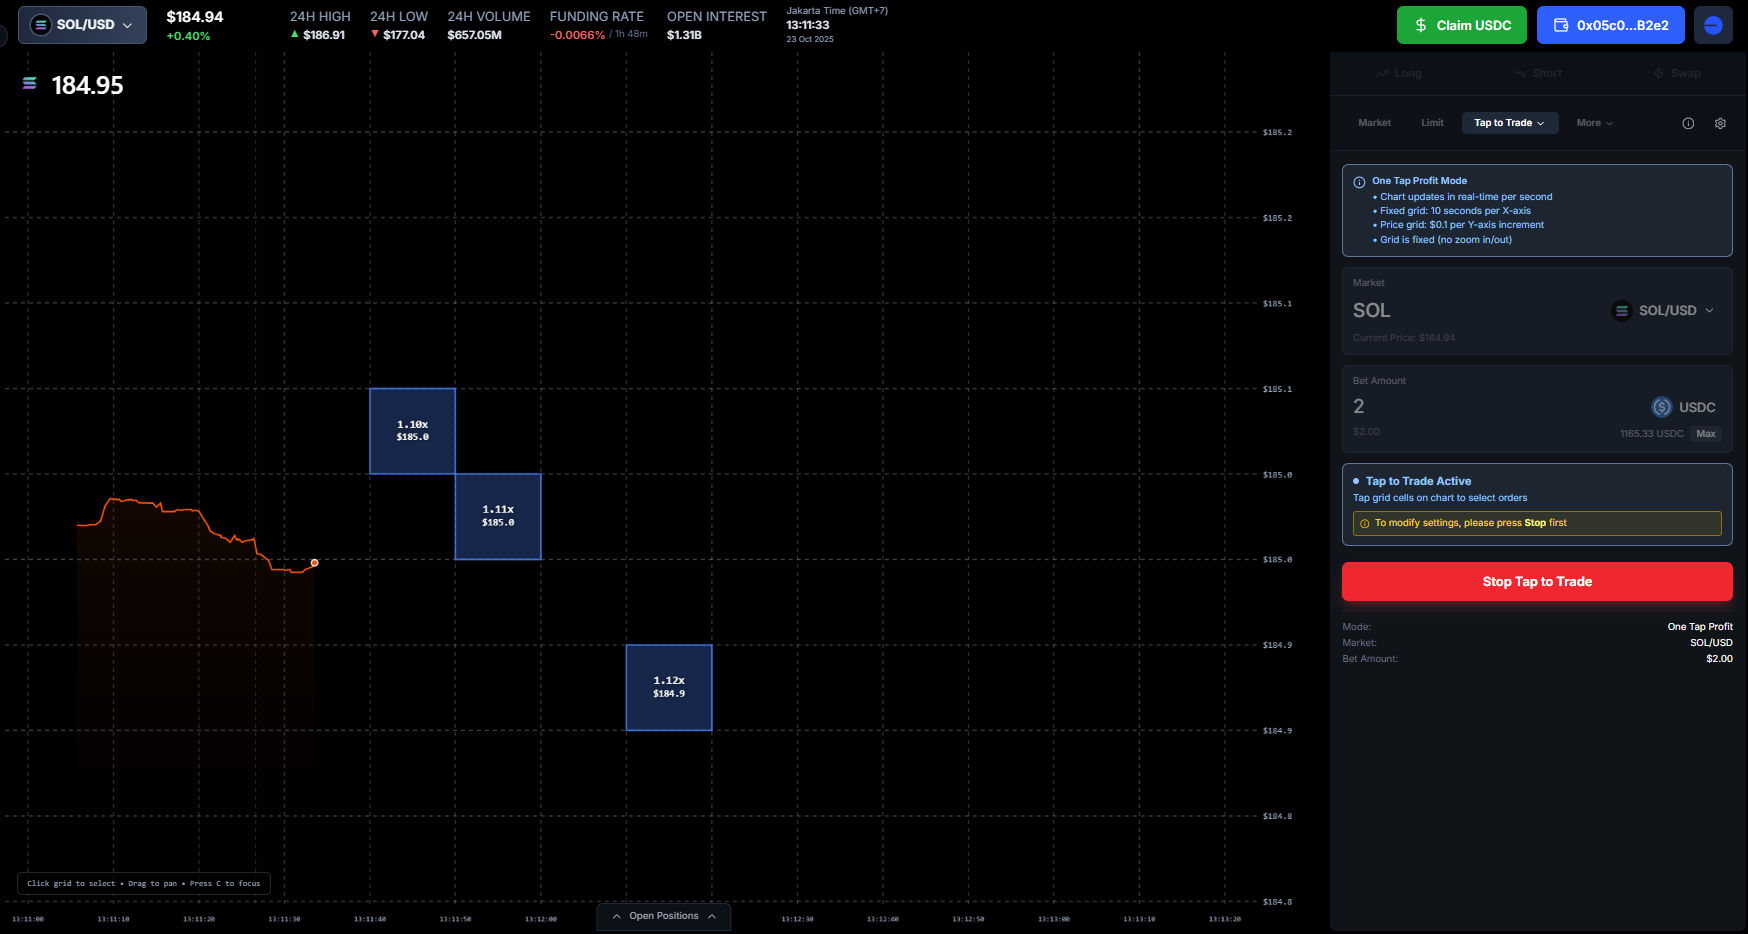 SOL/USD
$184.94
+0.40%
24H HIGH
$186.91
24H LOW
$177.04
24H VOLUME
$657.05M
FUNDING RATE
-0.0066% / 1h 48m
OPEN INTEREST
$1.31B
Jakarta Time (GMT+7)
13:11:33
23 Oct 2025
Claim USDC
0x05c0...B2e2
184.95
$185.2
$185.2
$185.1
$185.1
$185.0
$185.0
$184.9
$184.9
$184.8
$184.8
1.10x
$185.0
1.11x
$185.0
1.12x
$184.9
Click grid to select • Drag to pan • Press C to focus
13:11:00
13:11:10
13:11:20
13:11:30
13:11:40
13:11:50
13:12:00
Open Positions
13:12:30
13:12:40
13:12:50
13:13:00
13:13:10
13:13:20
Long
Short
Swap
Market
Limit
Tap to Trade
More
One Tap Profit Mode
• Chart updates in real-time per second
• Fixed grid: 10 seconds per X-axis
• Price grid: $0.1 per Y-axis increment
• Grid is fixed (no zoom in/out)
Market
SOL
SOL/USD
Current Price: $184.94
Bet Amount
2
USDC
$2.00
1165.33 USDC
Max
Tap to Trade Active
Tap grid cells on chart to select orders
To modify settings, please press Stop first
Stop Tap to Trade
Mode: One Tap Profit
Market: SOL/USD
Bet Amount: $2.00